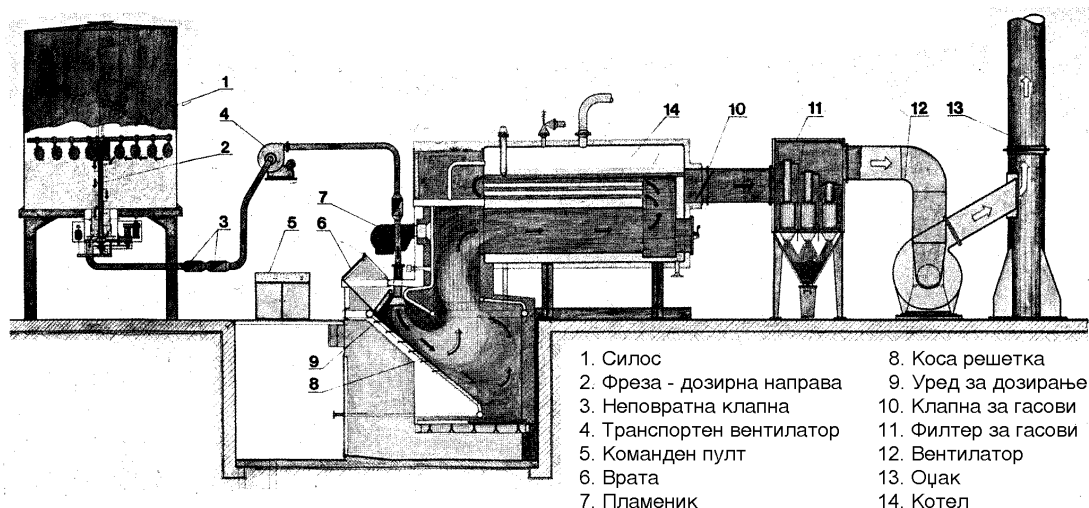 1
2
3
4
5
6
7
8
9
10
11
12
13
14
1. Силос
2. Фреза - дозирна направа
3. Неповратна клапна
4. Транспортен вентилатор
5. Команден пулт
6. Врата
7. Пламеник
8. Коса решетка
9. Уред за дозирање
10. Клапна за гасови
11. Филтер за гасови
12. Вентилатор
13. Оџак
14. Котел